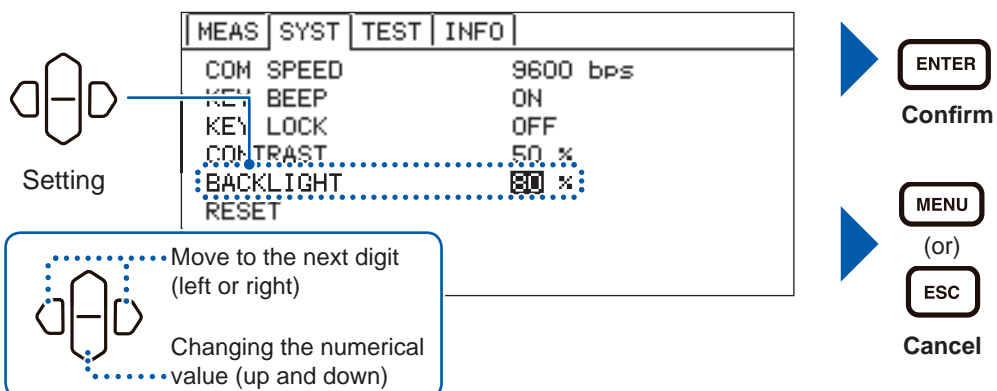 MEAS SYST TEST INFO
COM SPEED 9600 bps
KEY BEEP ON
KEY LOCK OFF
CONTRAST 50 %
BACKLIGHT 80 %
RESET
Setting
Move to the next digit
(left or right)
Changing the numerical
value (up and down)
ENTER
Confirm
MENU
(or)
ESC
Cancel